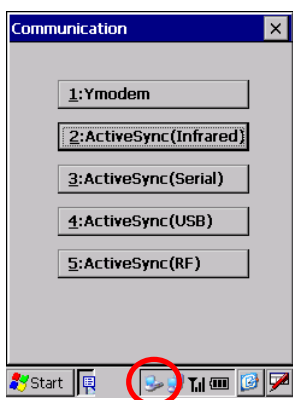 Communication
1:Ymodem
2:ActiveSync(Infrared)
3:ActiveSync(Serial)
4:ActiveSync(USB)
5:ActiveSync(RF)
Start